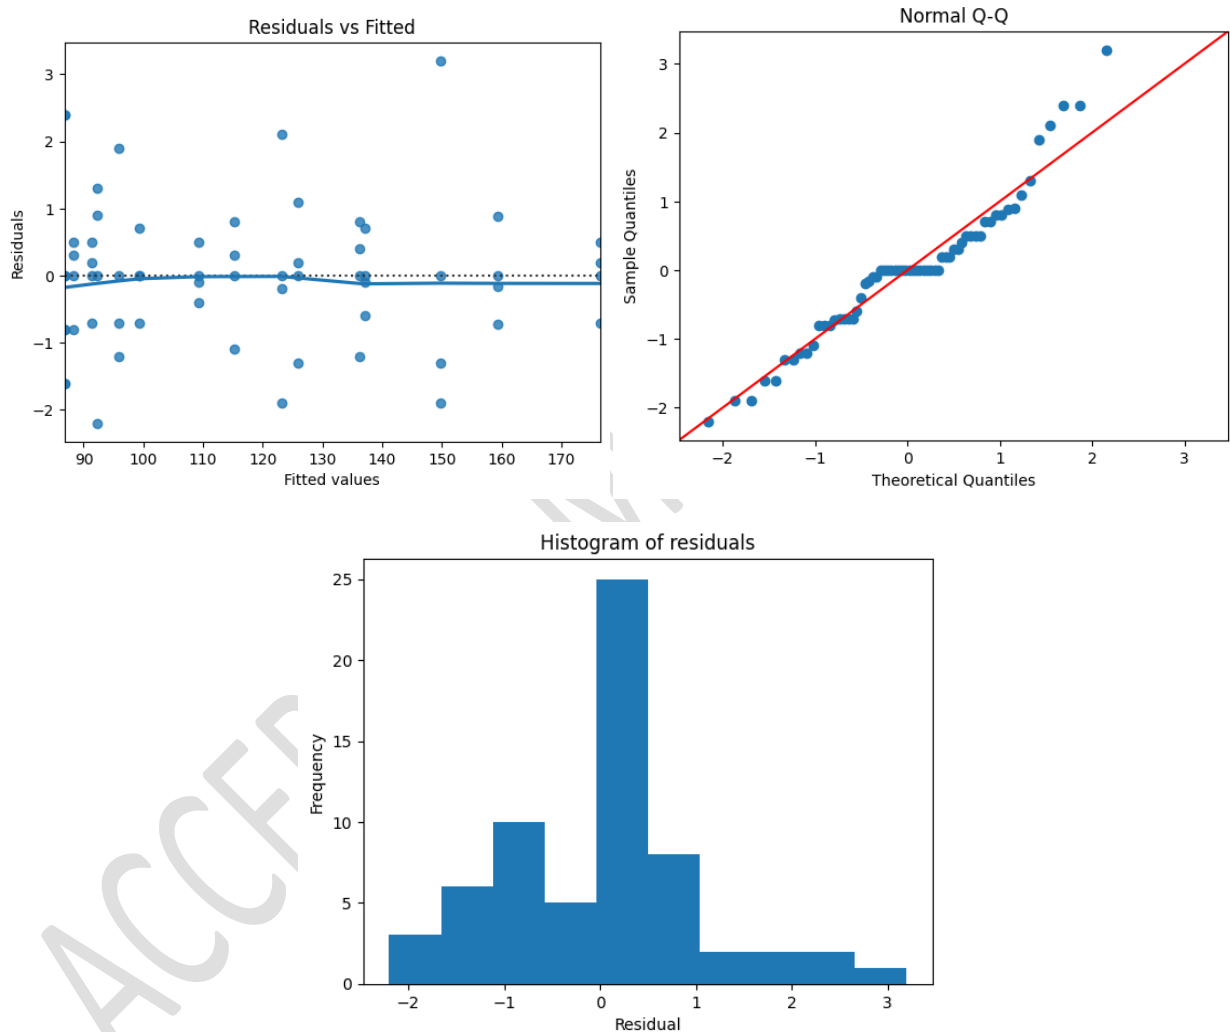 Residuals vs Fitted
3
2
1
0
−1
−2
Residuals
90 100 110 120 130 140 150 160 170
Fitted values
Normal Q-Q
3
2
1
0
−1
−2
Sample Quantiles
−2 −1 0 1 2 3
Theoretical Quantiles
Histogram of residuals
25
20
15
10
5
0
Frequency
−2 −1 0 1 2 3
Residual